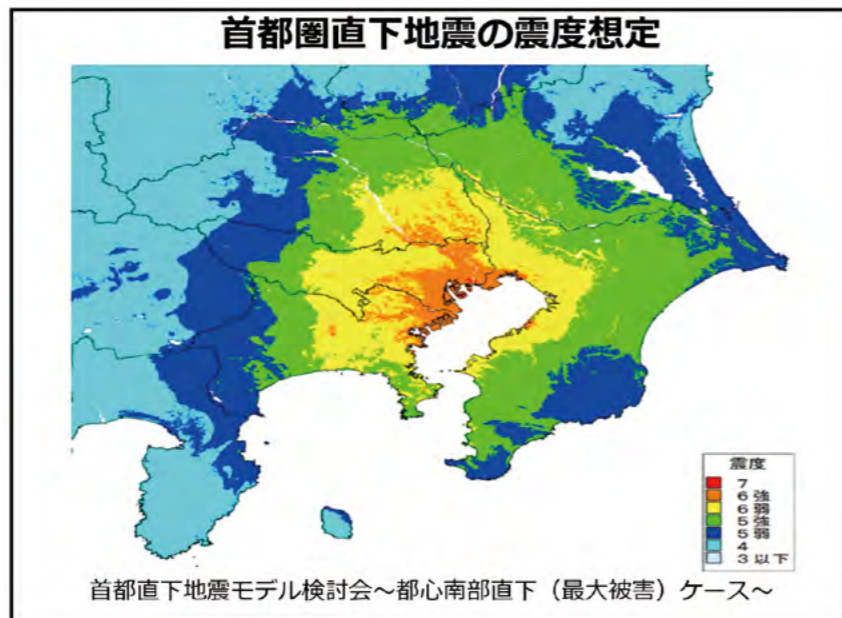 首都圏直下地震の震度想定
震度
7
6強
6弱
5強
5弱
4
3以下
首都直下地震モデル検討会～都心南部直下（最大被害）ケース～